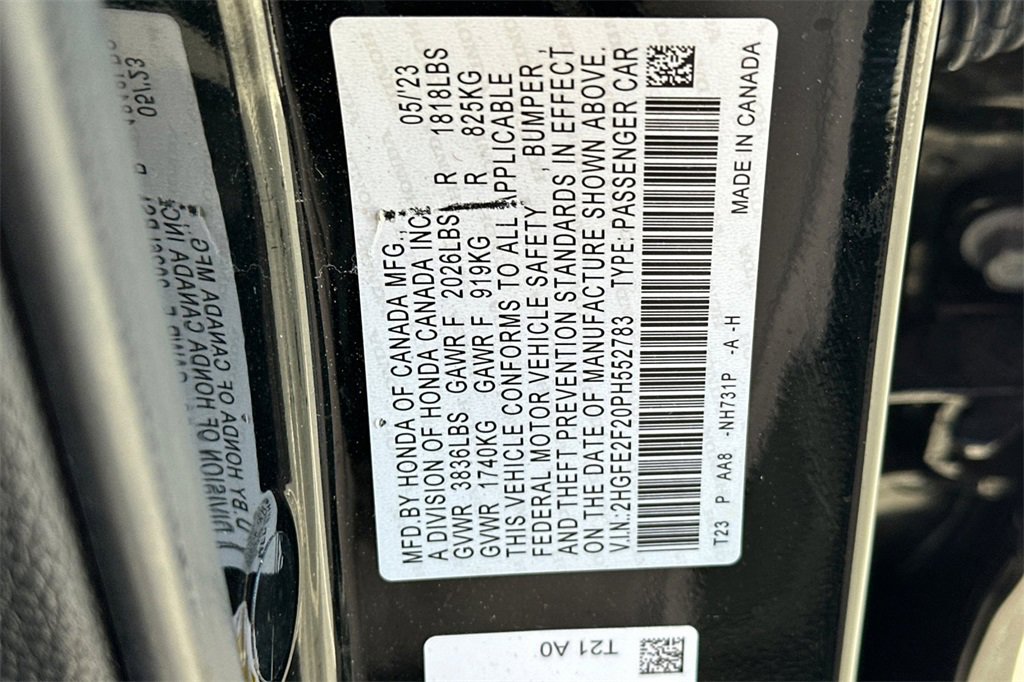 MFD.BY HONDA OF CANADA MFG., 05/'23
A DIVISION OF HONDA CANADA INC.
GVWR 3836LBS GAWR F 2026LBS R 1818LBS
GVWR 1740KG GAWR F 919KG R 825KG
THIS VEHICLE CONFORMS TO ALL APPLICABLE
FEDERAL MOTOR VEHICLE SAFETY , BUMPER,
AND THEFT PREVENTION STANDARDS IN EFFECT
ON THE DATE OF MANUFACTURE SHOWN ABOVE.
V.I.N.:2HGFE2F20PH552783 TYPE: PASSENGER CAR
T23 P AA8 -NH731P -A-H MADE IN CANADA
T21 A0